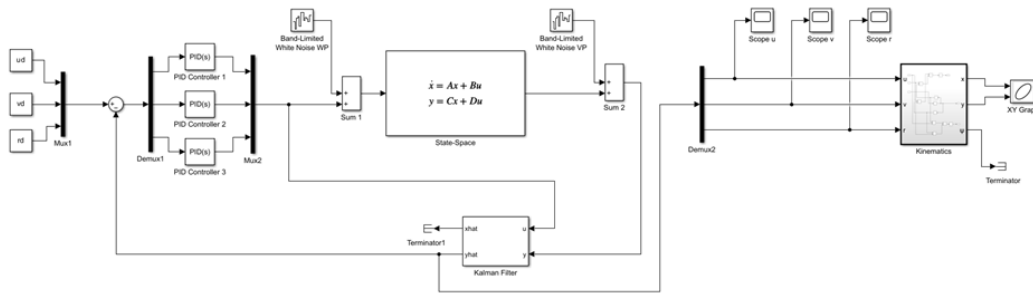 ud
vd
rd
Mux1
+
−
Demux1
PID(s)
PID Controller 1
PID(s)
PID Controller 2
PID(s)
PID Controller 3
Mux2
Band-Limited
White Noise WP
+
+
Sum 1
ẋ = Ax + Bu
y = Cx + Du
State-Space
Band-Limited
White Noise VP
+
+
Sum 2
Terminator1
xhat
yhat
u
y
Kalman Filter
Demux2
Scope u
Scope v
Scope r
u
v
r
x
y
Kinematics
XY Grap
Terminator